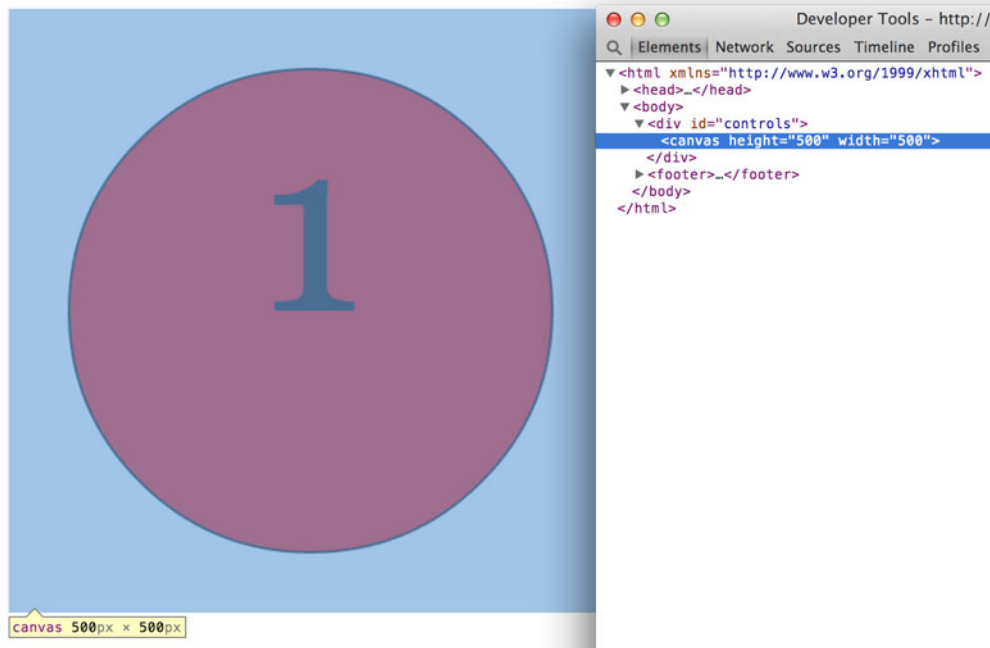 1
canvas 500px × 500px
Developer Tools – http://
Elements Network Sources Timeline Profiles
▼<html xmlns="http://www.w3.org/1999/xhtml">
▶<head>…</head>
▼<body>
▼<div id="controls">
<canvas height="500" width="500">
</div>
▶<footer>…</footer>
</body>
</html>